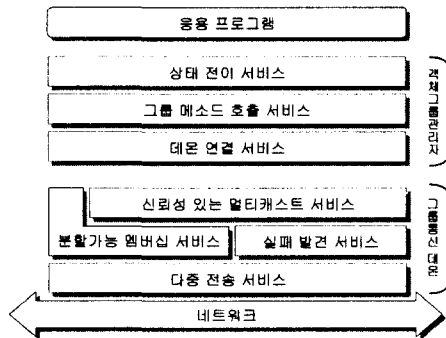 응용 프로그램
상태 전이 서비스
그룹 메소드 호출 서비스
데몬 연결 서비스
객체그룹관리자
신뢰성 있는 멀티캐스트 서비스
분할가능 멤버십 서비스
실패 발견 서비스
다중 전송 서비스
그룹통신 데몬
네트워크